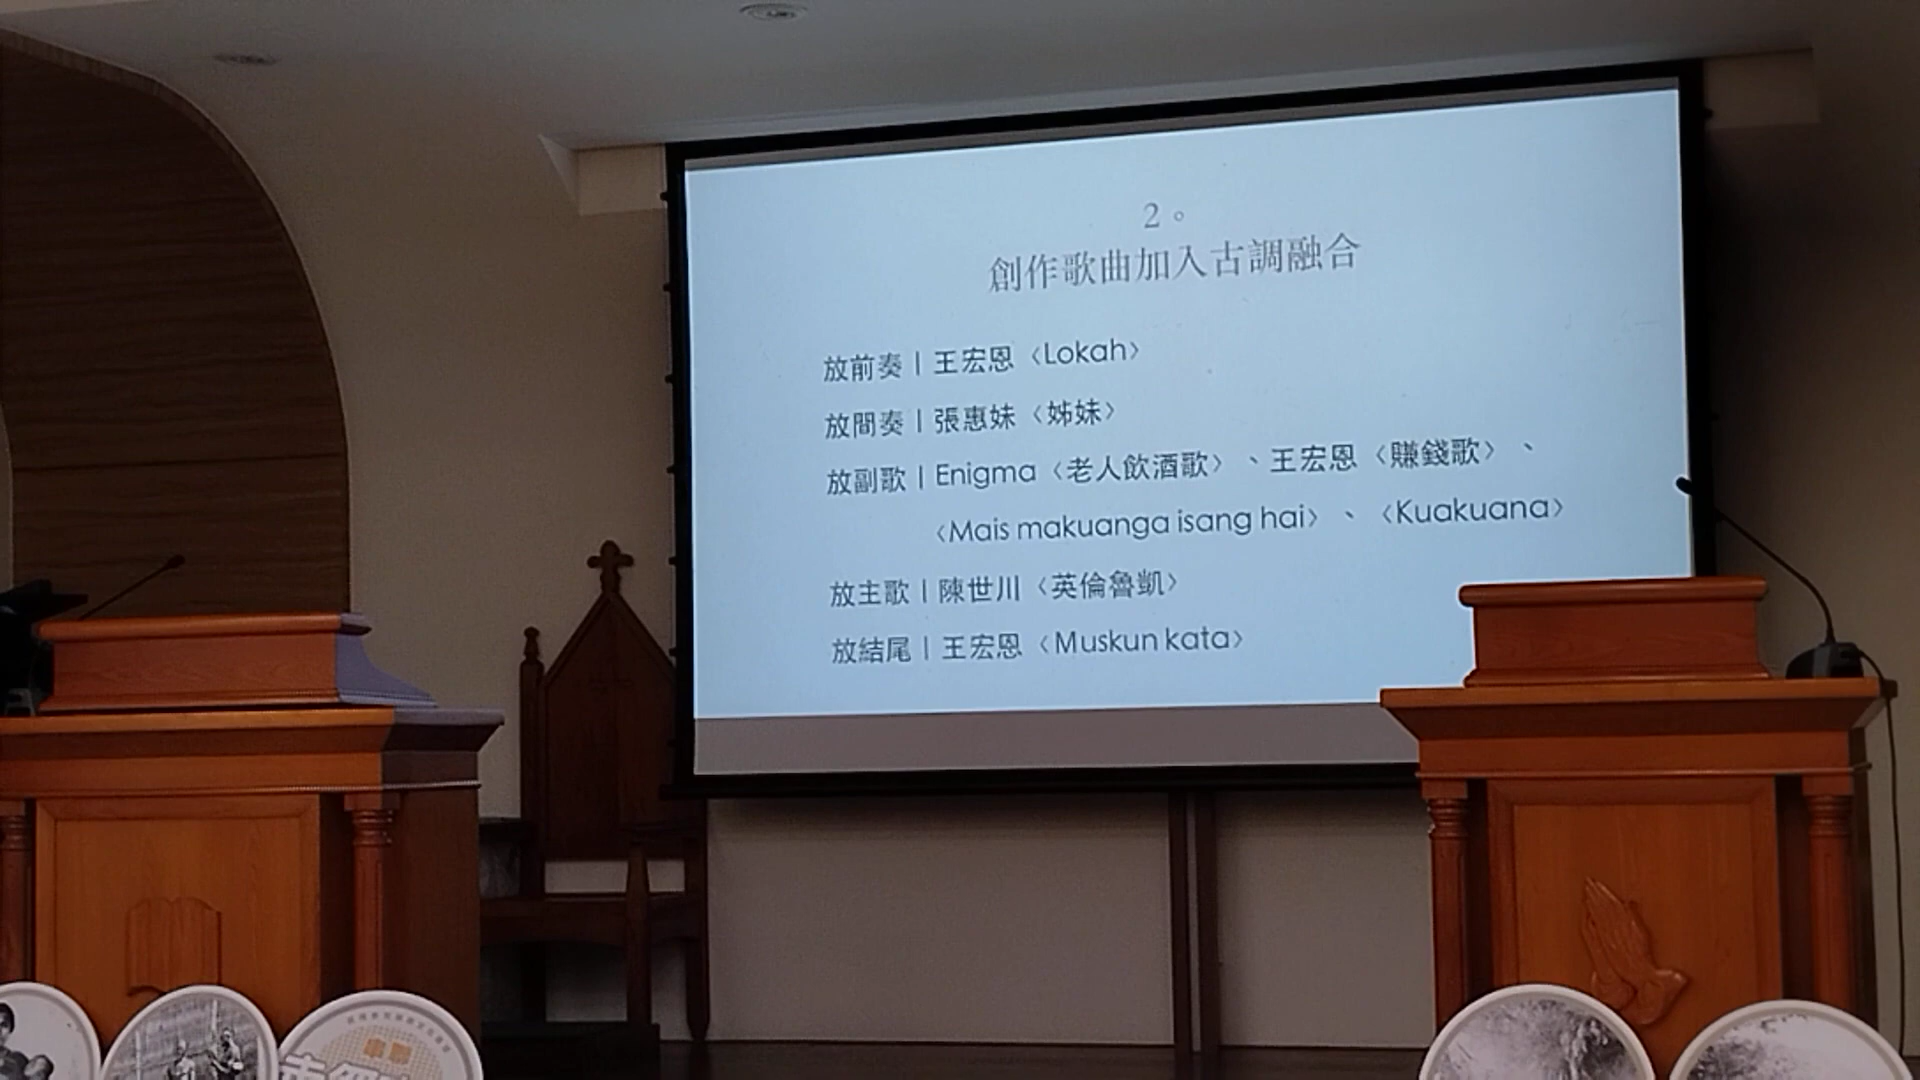 2。
創作歌曲加入古調融合
放前奏｜王宏恩〈Lokah〉
放間奏｜張惠妹〈姊妹〉
放副歌｜Enigma〈老人飲酒歌〉、王宏恩〈賺錢歌〉、
〈Mais makuanga isang hai〉、〈Kuakuana〉
放主歌｜陳世川〈英倫魯凱〉
放結尾｜王宏恩〈Muskun kata〉